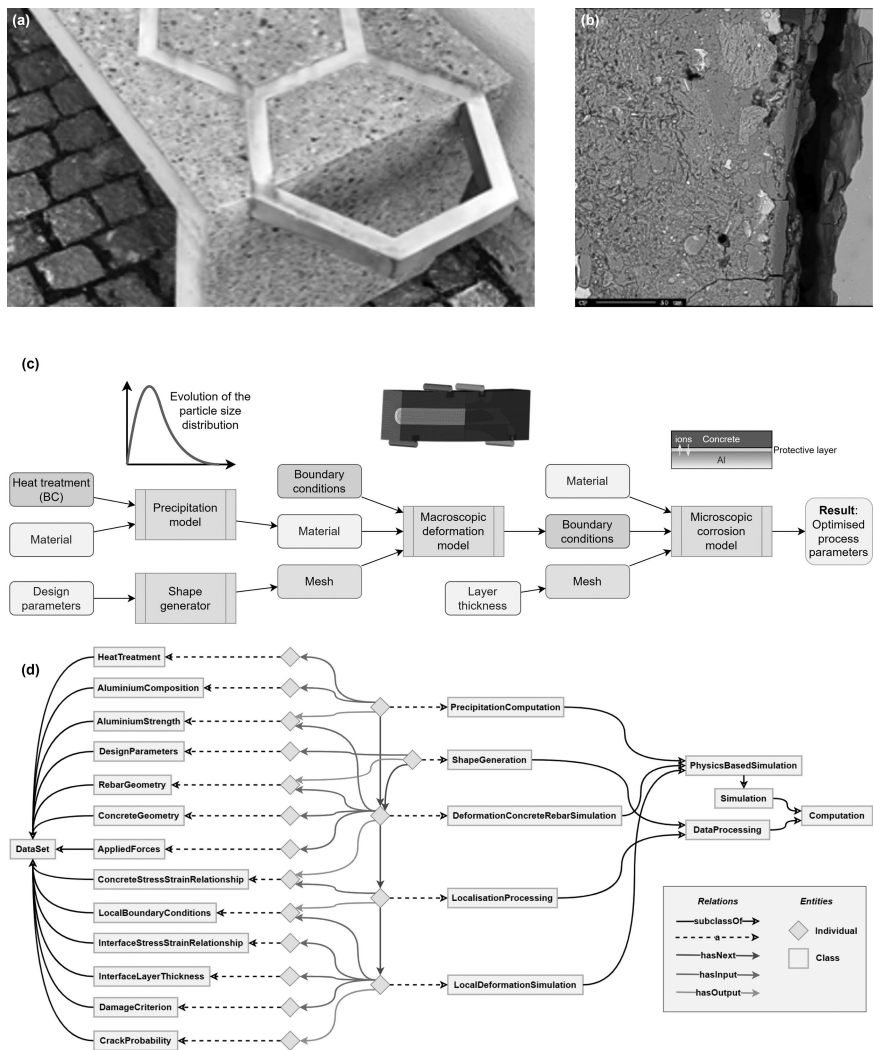 (a)
(b)
30 um
(c)
Evolution of the
particle size
distribution
ions
Concrete
Protective layer
Al
Heat treatment
(BC)
Material
Precipitation
model
Boundary
conditions
Material
Mesh
Macroscopic
deformation
model
Material
Boundary
conditions
Mesh
Microscopic
corrosion
model
Result:
Optimised
process
parameters
Design
parameters
Shape
generator
Layer
thickness
(d)
HeatTreatment
AluminiumComposition
AluminiumStrength
DesignParameters
RebarGeometry
ConcreteGeometry
DataSet
AppliedForces
ConcreteStressStrainRelationship
LocalBoundaryConditions
InterfaceStressStrainRelationship
InterfaceLayerThickness
DamageCriterion
CrackProbability
PrecipitationComputation
ShapeGeneration
DeformationConcreteRebarSimulation
LocalisationProcessing
LocalDeformationSimulation
PhysicsBasedSimulation
Simulation
DataProcessing
Computation
Relations
subclassOf
a
hasNext
hasInput
hasOutput
Entities
Individual
Class